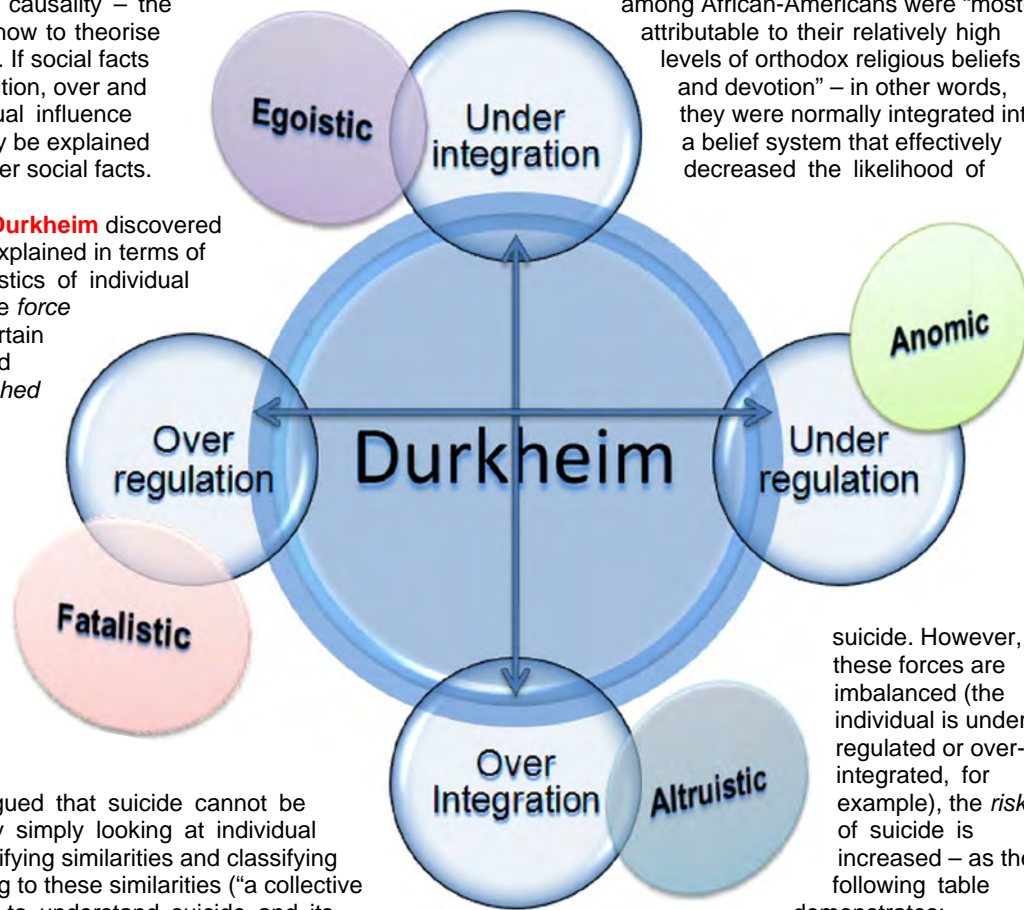 causality – the
now to theorise
. If social facts
tion, over and
ual influence
y be explained
er social facts.
Durkheim discovered
explained in terms of
stics of individual
e force
rtain
d
hed
among African-Americans were “most
attributable to their relatively high
levels of orthodox religious beliefs
and devotion” – in other words,
they were normally integrated int
a belief system that effectively
decreased the likelihood of
Egoistic
Under
integration
Anomic
Over
regulation
Durkheim
Under
regulation
Fatalistic
Over
Integration
Altruistic
gued that suicide cannot be
y simply looking at individual
ifying similarities and classifying
g to these similarities (“a collective
suicide. However,
these forces are
imbalanced (the
individual is under
regulated or over-
integrated, for
example), the risk
of suicide is
increased – as the
following table
demonstrates: